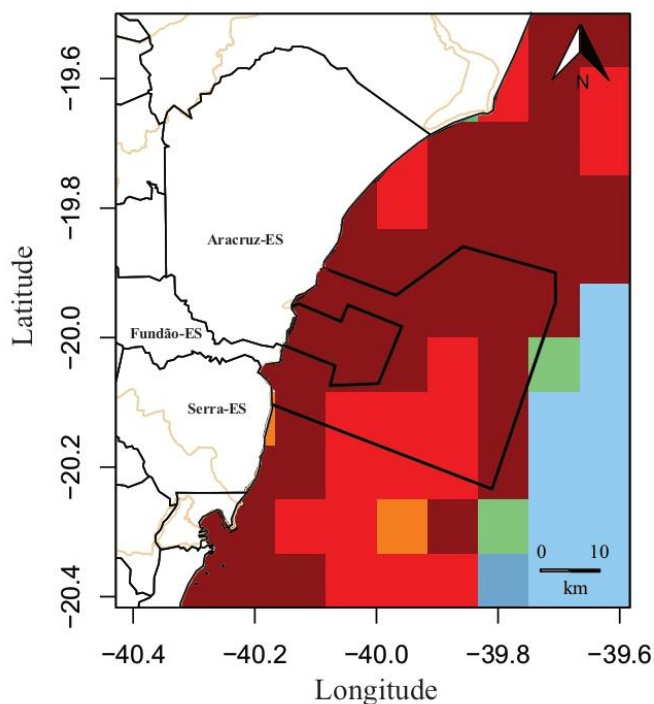 N
−19.6
−19.8
−20.0
−20.2
−20.4
Latitude
Aracruz-ES
Fundão-ES
Serra-ES
0 10
km
−40.4 −40.2 −40.0 −39.8 −39.6
Longitude